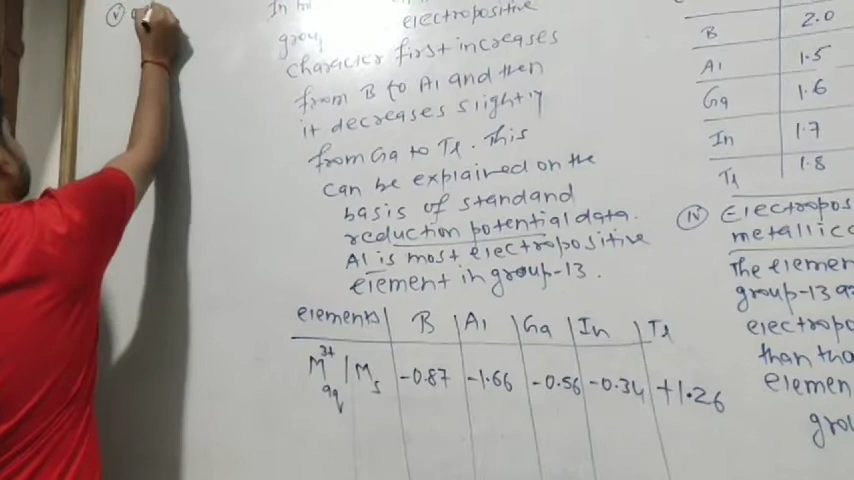 (v)
In
group electropositive
character first increases
from B to Al and then
it decreases slightly
from Ga to Tl. This
can be explained on the
basis of standand
reduction potential data.
Al is most electropositive
element in group-13.
elements B Al Ga In Tl
M3+aq / Ms -0.87 -1.66 -0.56 -0.34 +1.26
B 2.0
Al 1.5
Ga 1.6
In 1.7
Tl 1.8
(iv) Electropos
metallic c
The elemen
group-13 a
electropo
than tha
elemen
gro